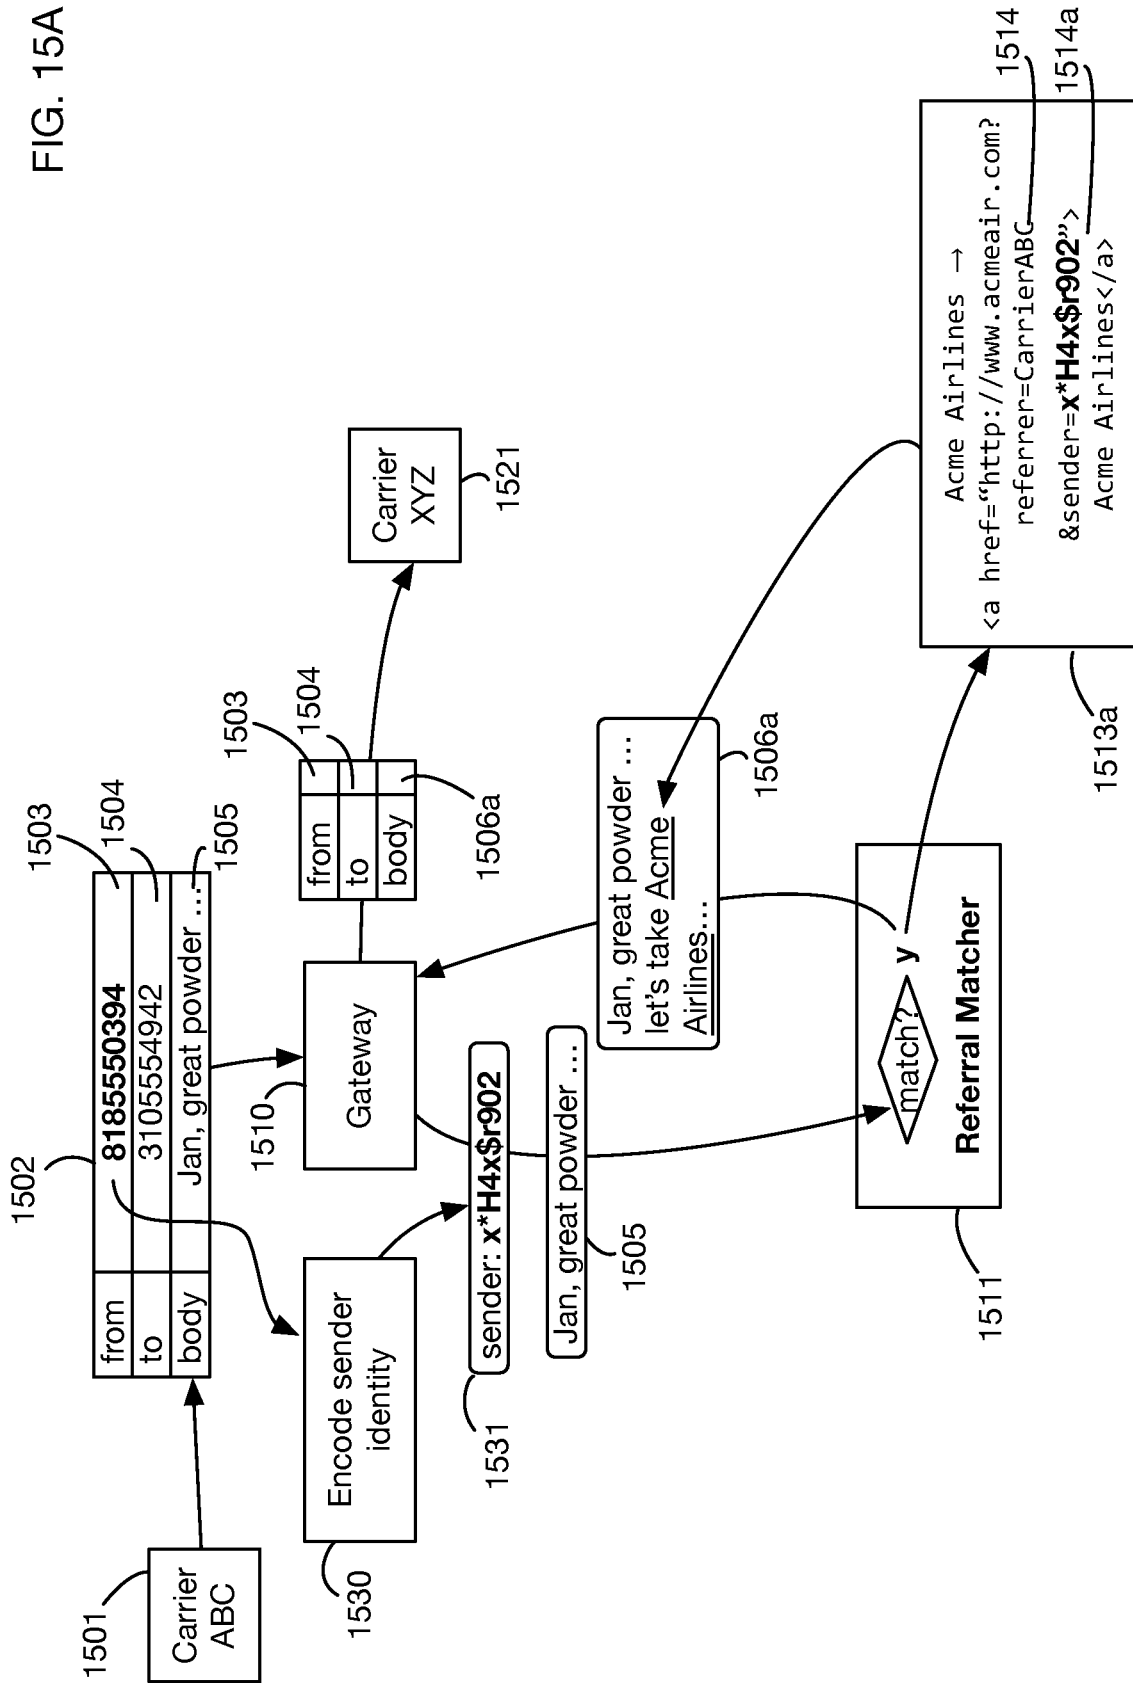 FIG. 15A
1501
Carrier
ABC
1502
from 8185550394
to 3105554942
body Jan, great powder ...
1503
1504
1505
1530
Encode sender
identity
1510
Gateway
from
to
body
1503
1504
1506a
Carrier
XYZ
1521
1531
sender: x*H4x$r902
Jan, great powder ...
1505
Jan, great powder ...
let's take Acme
Airlines...
1506a
match?
y
Referral Matcher
1511
Acme Airlines →
<a href=“http://www.acmeair.com?
referrer=CarrierABC
&sender=x*H4x$r902”>
Acme Airlines</a>
1513a
1514
1514a